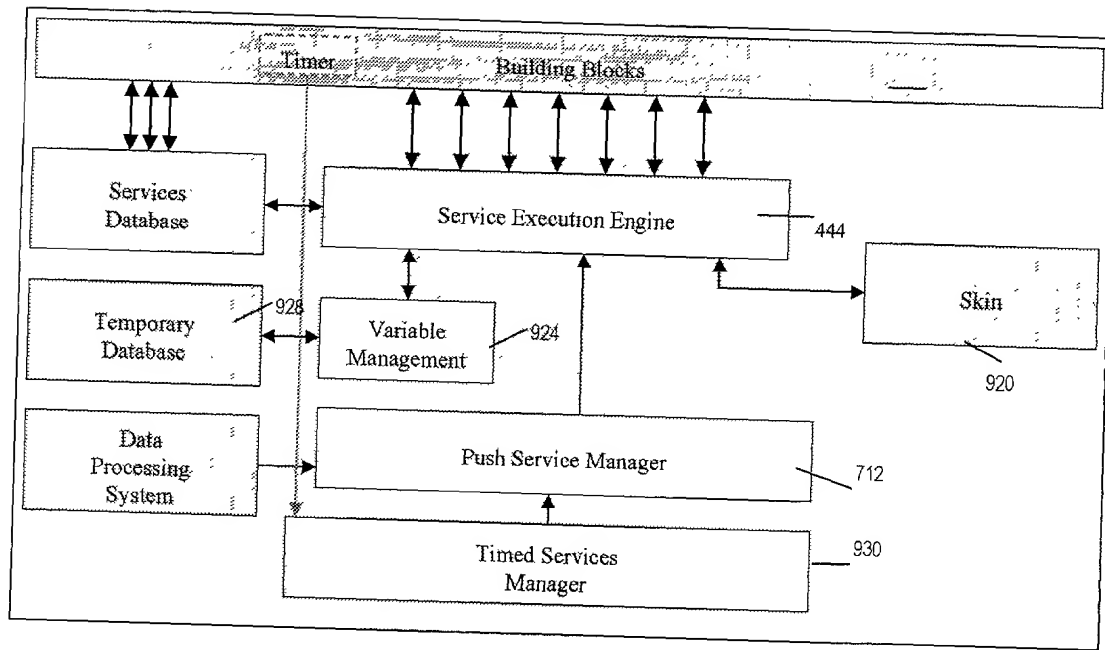 Timer
Building Blocks
Services
Database
Service Execution Engine
444
Temporary
Database
928
Variable
Management
924
Skin
920
Data
Processing
System
Push Service Manager
712
Timed Services
Manager
930